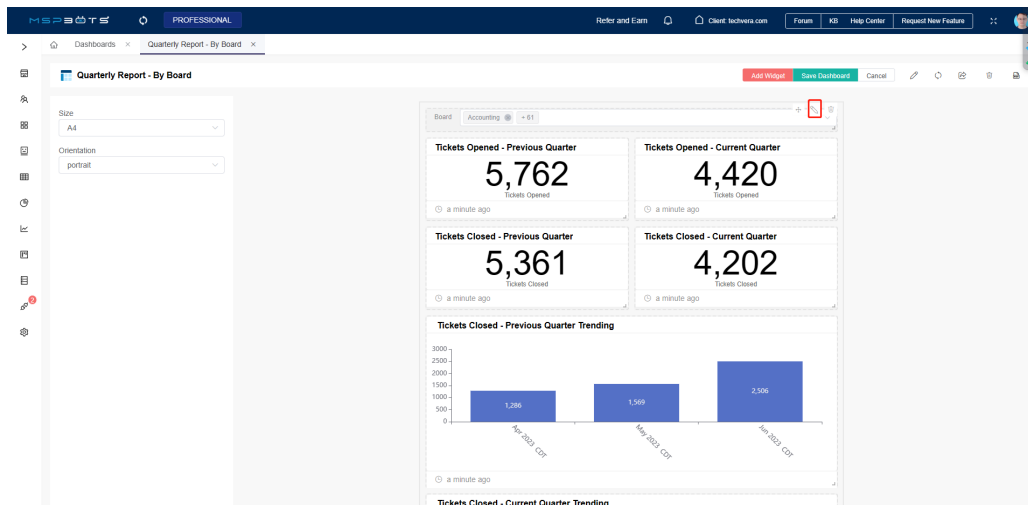 MSPBOTS
PROFESSIONAL
Refer and Earn
Client: techvera.com
Forum
KB
Help Center
Request New Feature
Dashboards ×
Quarterly Report - By Board ×
Quarterly Report - By Board
Add Widget
Save Dashboard
Cancel
Size
A4
Orientation
portrait
2
Board
Accounting
+ 61
Tickets Opened - Previous Quarter
5,762
Tickets Opened
a minute ago
Tickets Opened - Current Quarter
4,420
Tickets Opened
a minute ago
Tickets Closed - Previous Quarter
5,361
Tickets Closed
a minute ago
Tickets Closed - Current Quarter
4,202
Tickets Closed
a minute ago
Tickets Closed - Previous Quarter Trending
3000
2500
2000
1500
1000
500
0
1,286
1,569
2,506
Apr 2023 CDT
May 2023 CDT
Jun 2023 CDT
a minute ago
Tickets Closed - Current Quarter Trending